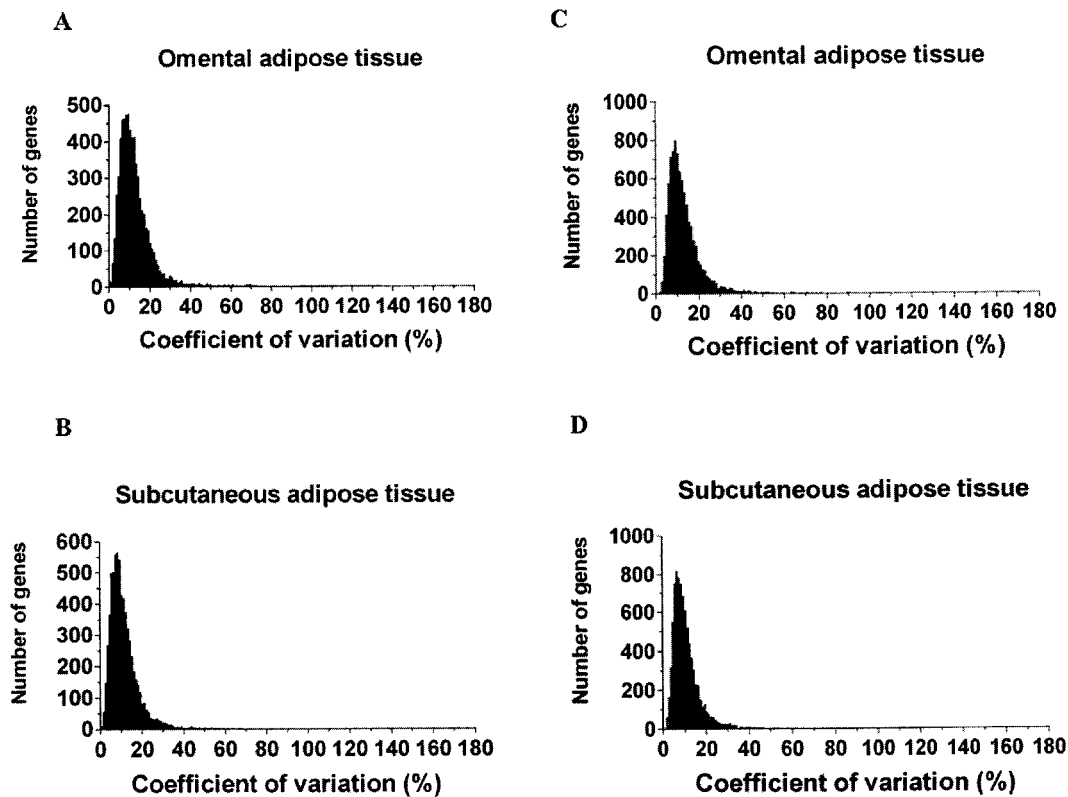 A
Omental adipose tissue
Number of genes
500
400
300
200
100
0
0 20 40 60 80 100 120 140 160 180
Coefficient of variation (%)
C
Omental adipose tissue
Number of genes
1000
800
600
400
200
0
0 20 40 60 80 100 120 140 160 180
Coefficient of variation (%)
B
Subcutaneous adipose tissue
Number of genes
600
500
400
300
200
100
0
0 20 40 60 80 100 120 140 160 180
Coefficient of variation (%)
D
Subcutaneous adipose tissue
Number of genes
1000
800
600
400
200
0
0 20 40 60 80 100 120 140 160 180
Coefficient of variation (%)